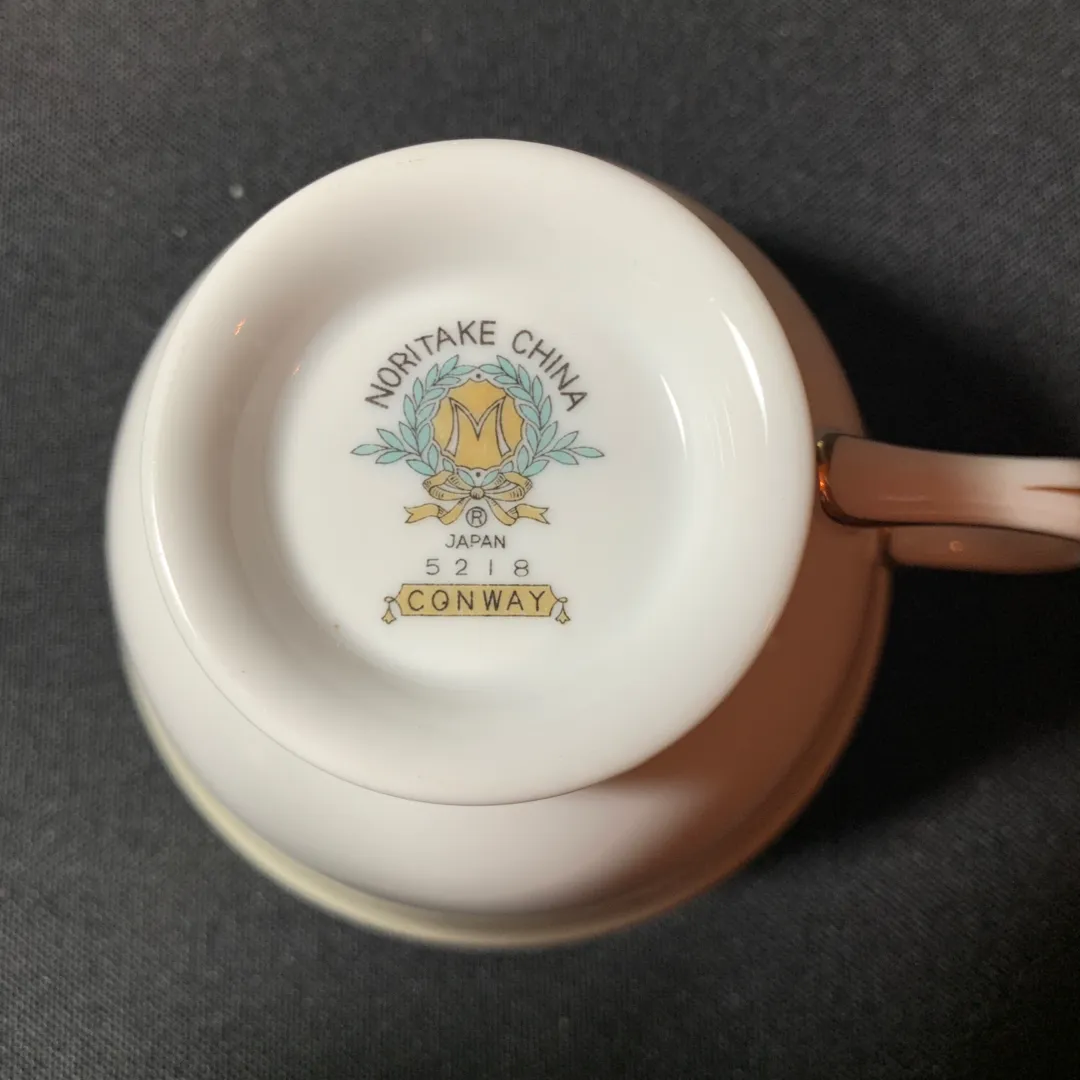 NORITAKE CHINA
M
®
JAPAN
5218
CONWAY